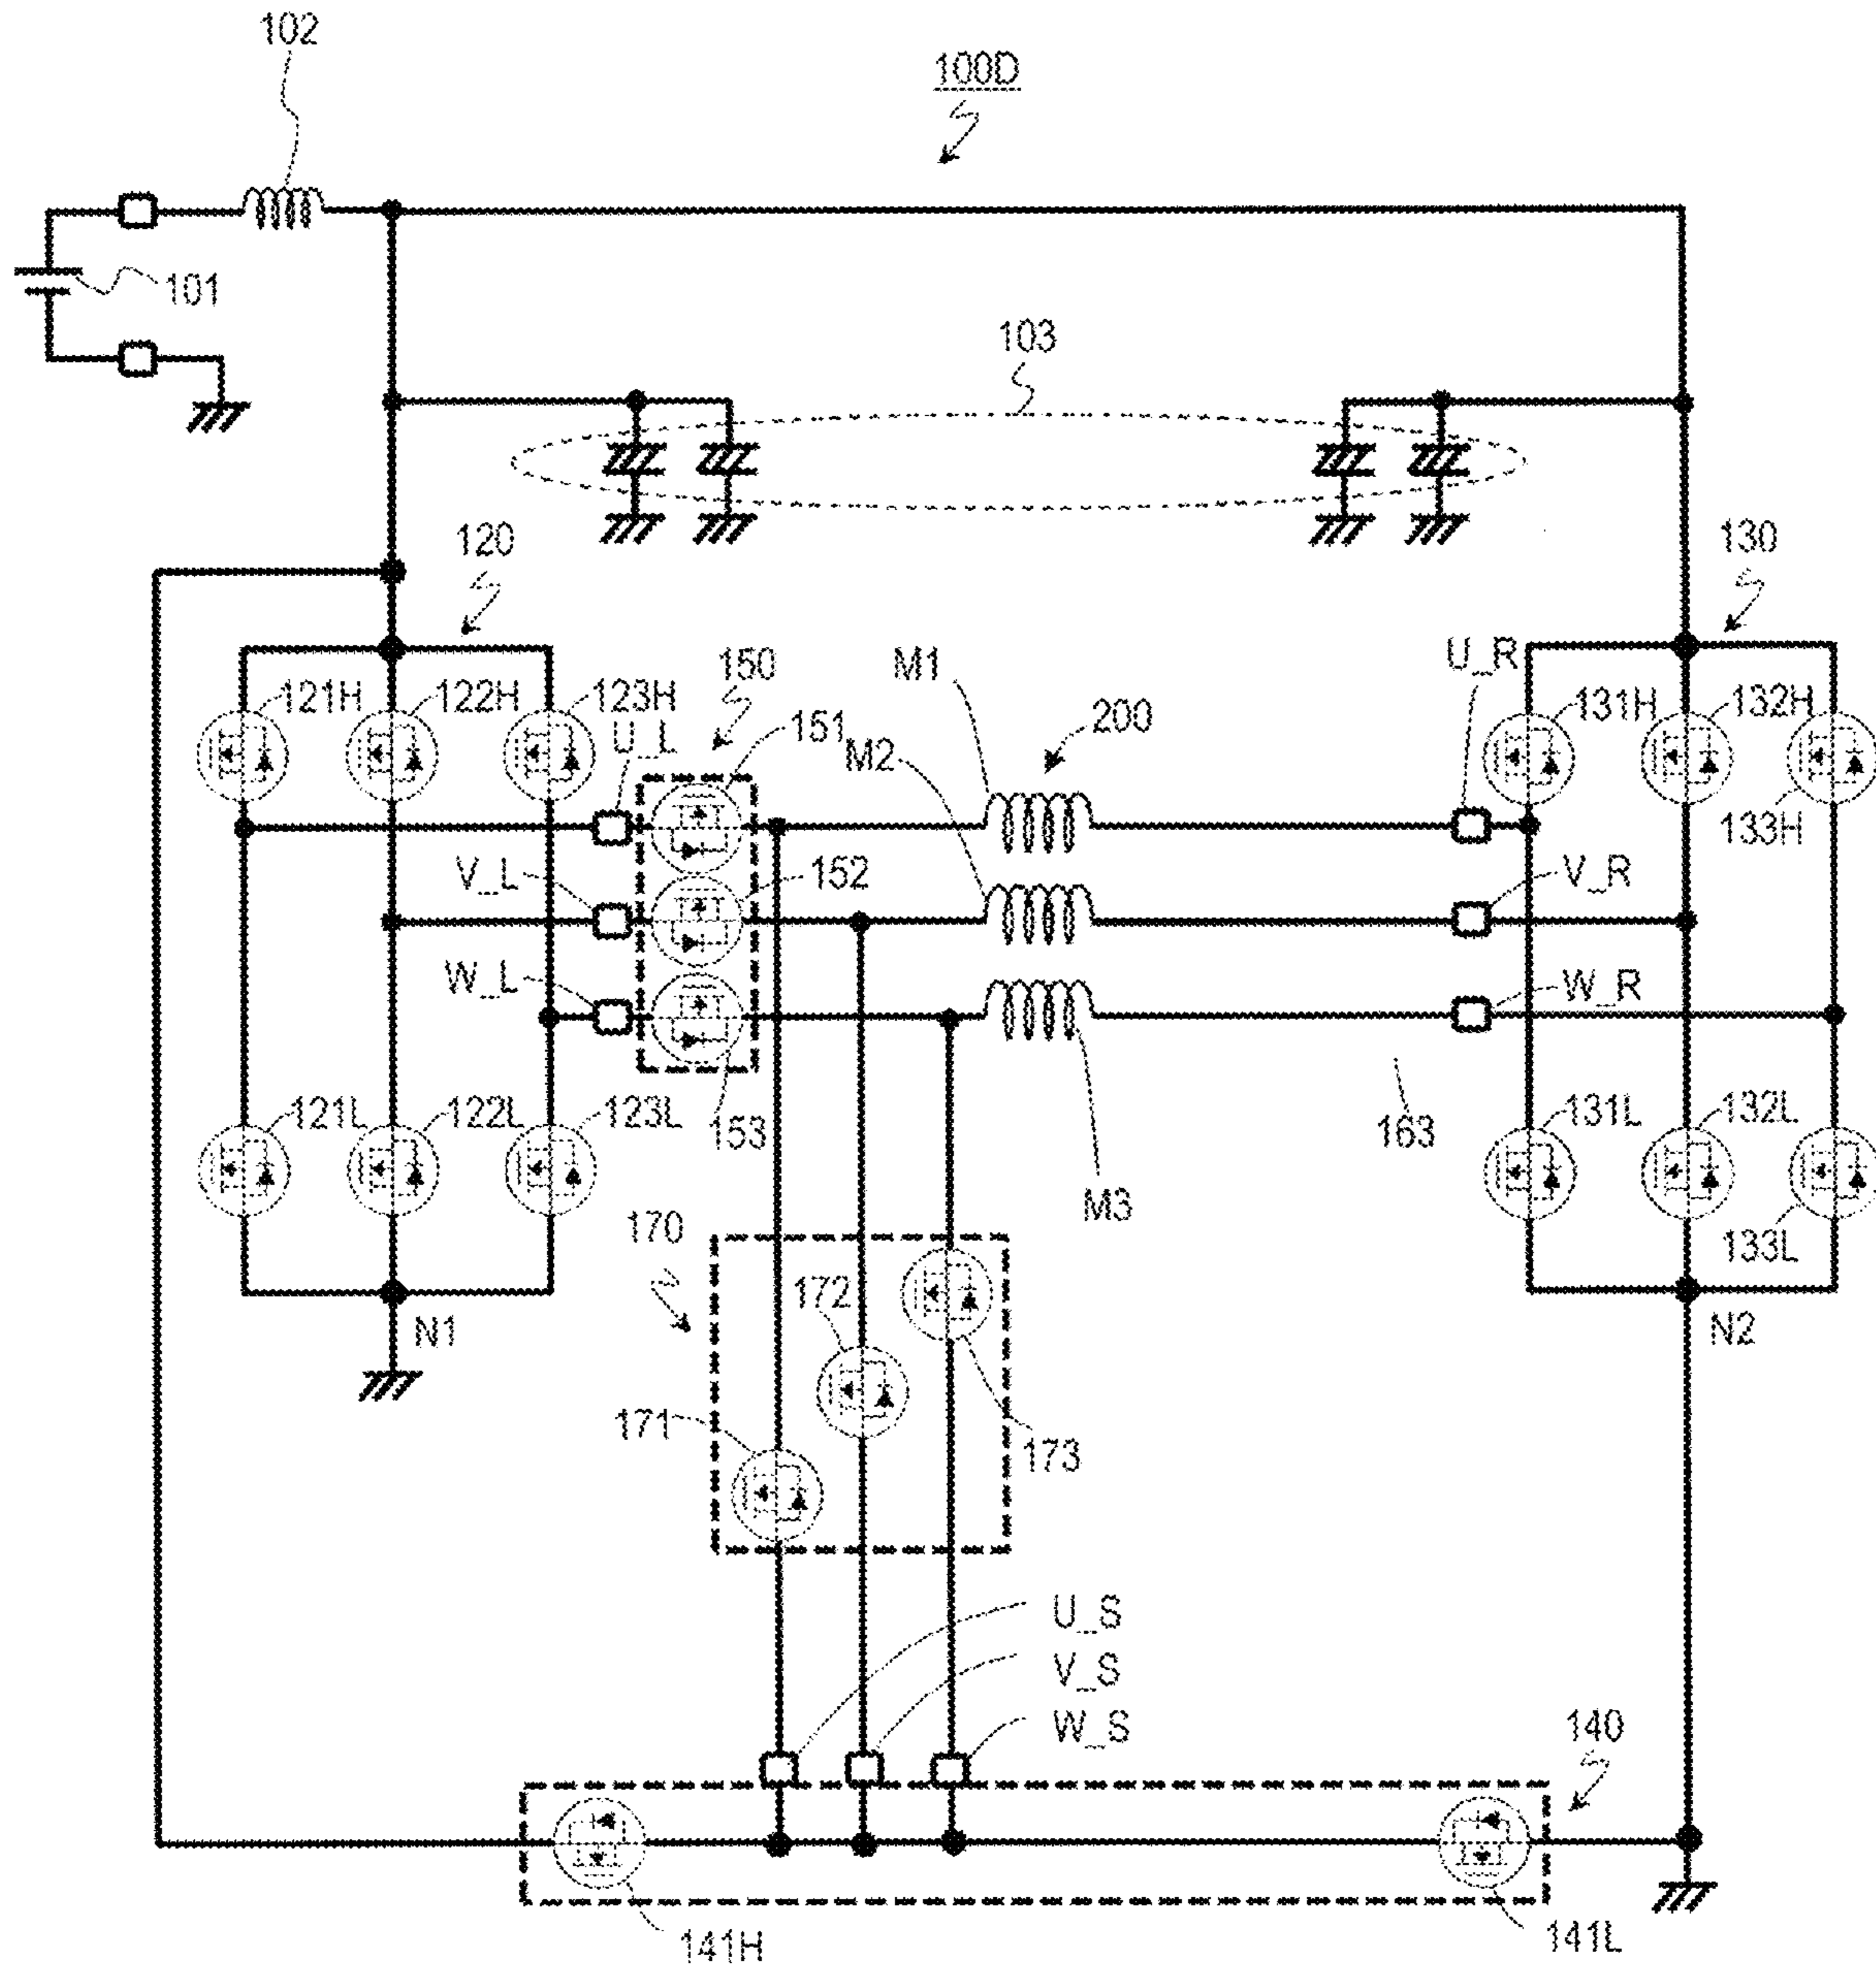 102
100D
101
103
120
130
150
M1
U_R
121H
122H
123H
151
200
131H
132H
U_L
M2
133H
V_L
152
V_R
W_L
W_R
121L
122L
123L
153
163
131L
132L
M3
170
133L
172
N1
N2
171
173
U_S
V_S
W_S
140
141H
141L